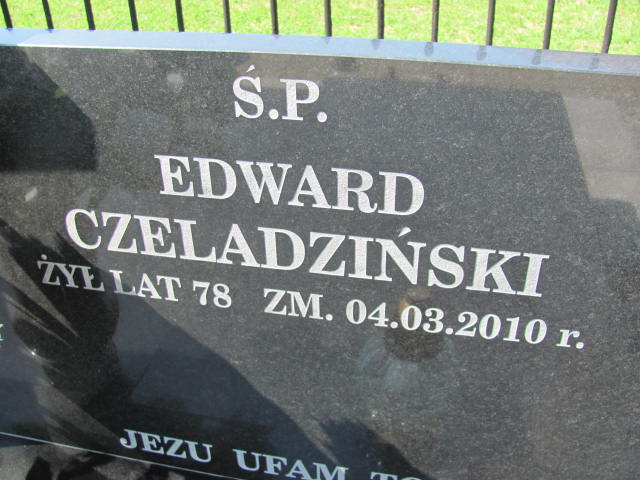 Ś.P.
EDWARD
CZELADZIŃSKI
ŻYŁ LAT 78 ZM. 04.03.2010 r.
JEZU UFAM